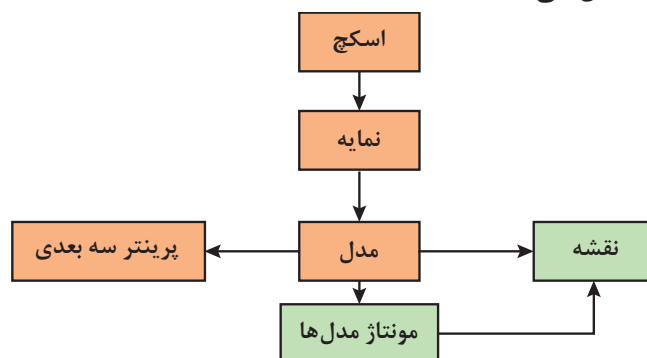 اسکچ
نمایه
پرینتر سه بعدی
مدل
نقشه
مونتاژ مدل‌ها